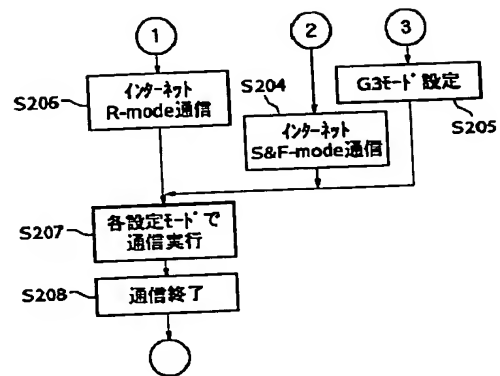 1
2
3
S206
インターネット
R-mode通信
S204
インターネット
S&F-mode通信
G3モード設定
S205
S207
各設定モードで
通信実行
S208
通信終了